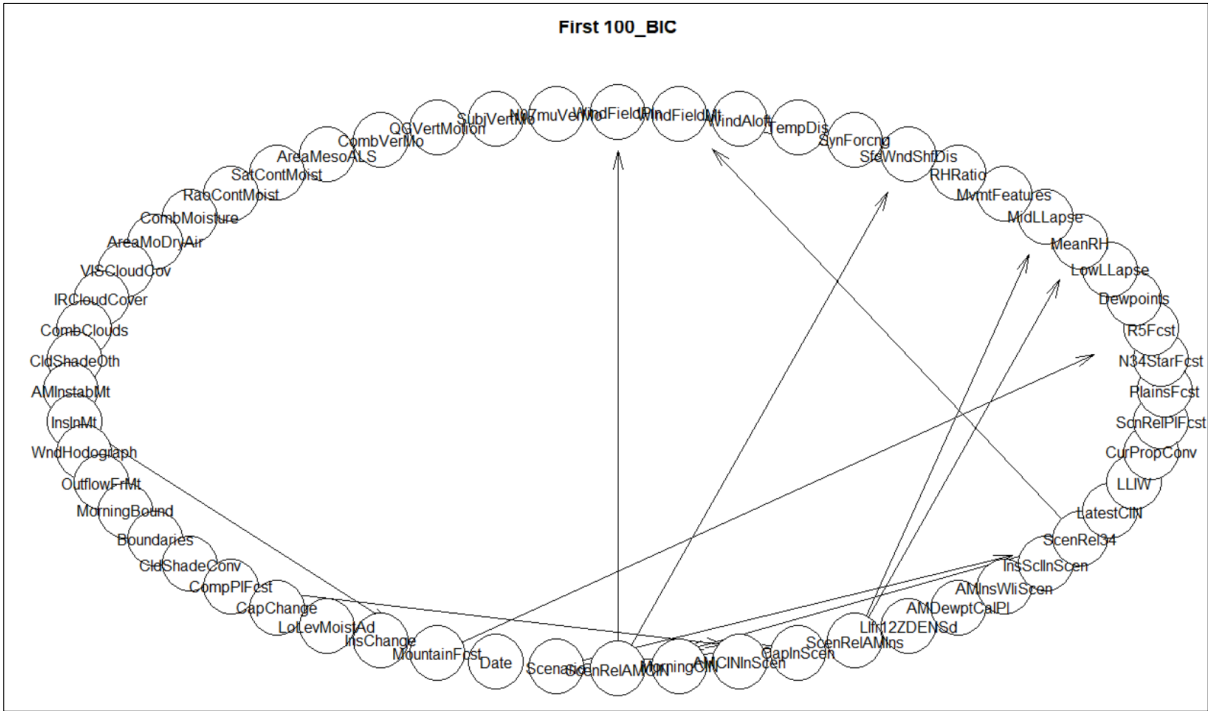 First 100_BIC
WindFieldPln
WindFieldMt
WindAloft
TempDis
SynForcng
SfcWndShfDis
RHRatio
MvmtFeatures
MidLLapse
MeanRH
LowLLapse
Dewpoints
R5Fcst
N34StarFcst
PlainsFcst
ScnRelPlFcst
CurPropConv
LLIW
LatestCIN
ScenRel34
InsSclInScen
AMInsWliScen
AMDewptCalPl
LIfr12ZDENSd
ScenRelAMIns
CapInScen
AMCINInScen
MorningCIN
ScenRelAMCIN
Scenario
Date
MountainFcst
InsChange
LoLevMoistAd
CapChange
CompPlFcst
CldShadeConv
Boundaries
MorningBound
OutflowFrMt
WndHodograph
InsInMt
AMInstabMt
CldShadeOth
CombClouds
IRCloudCover
VISCloudCov
AreaMoDryAir
CombMoisture
RaoContMoist
SatContMoist
AreaMesoALS
CombVerMo
QGVertMotion
SubjVertMo
N07muVerMo